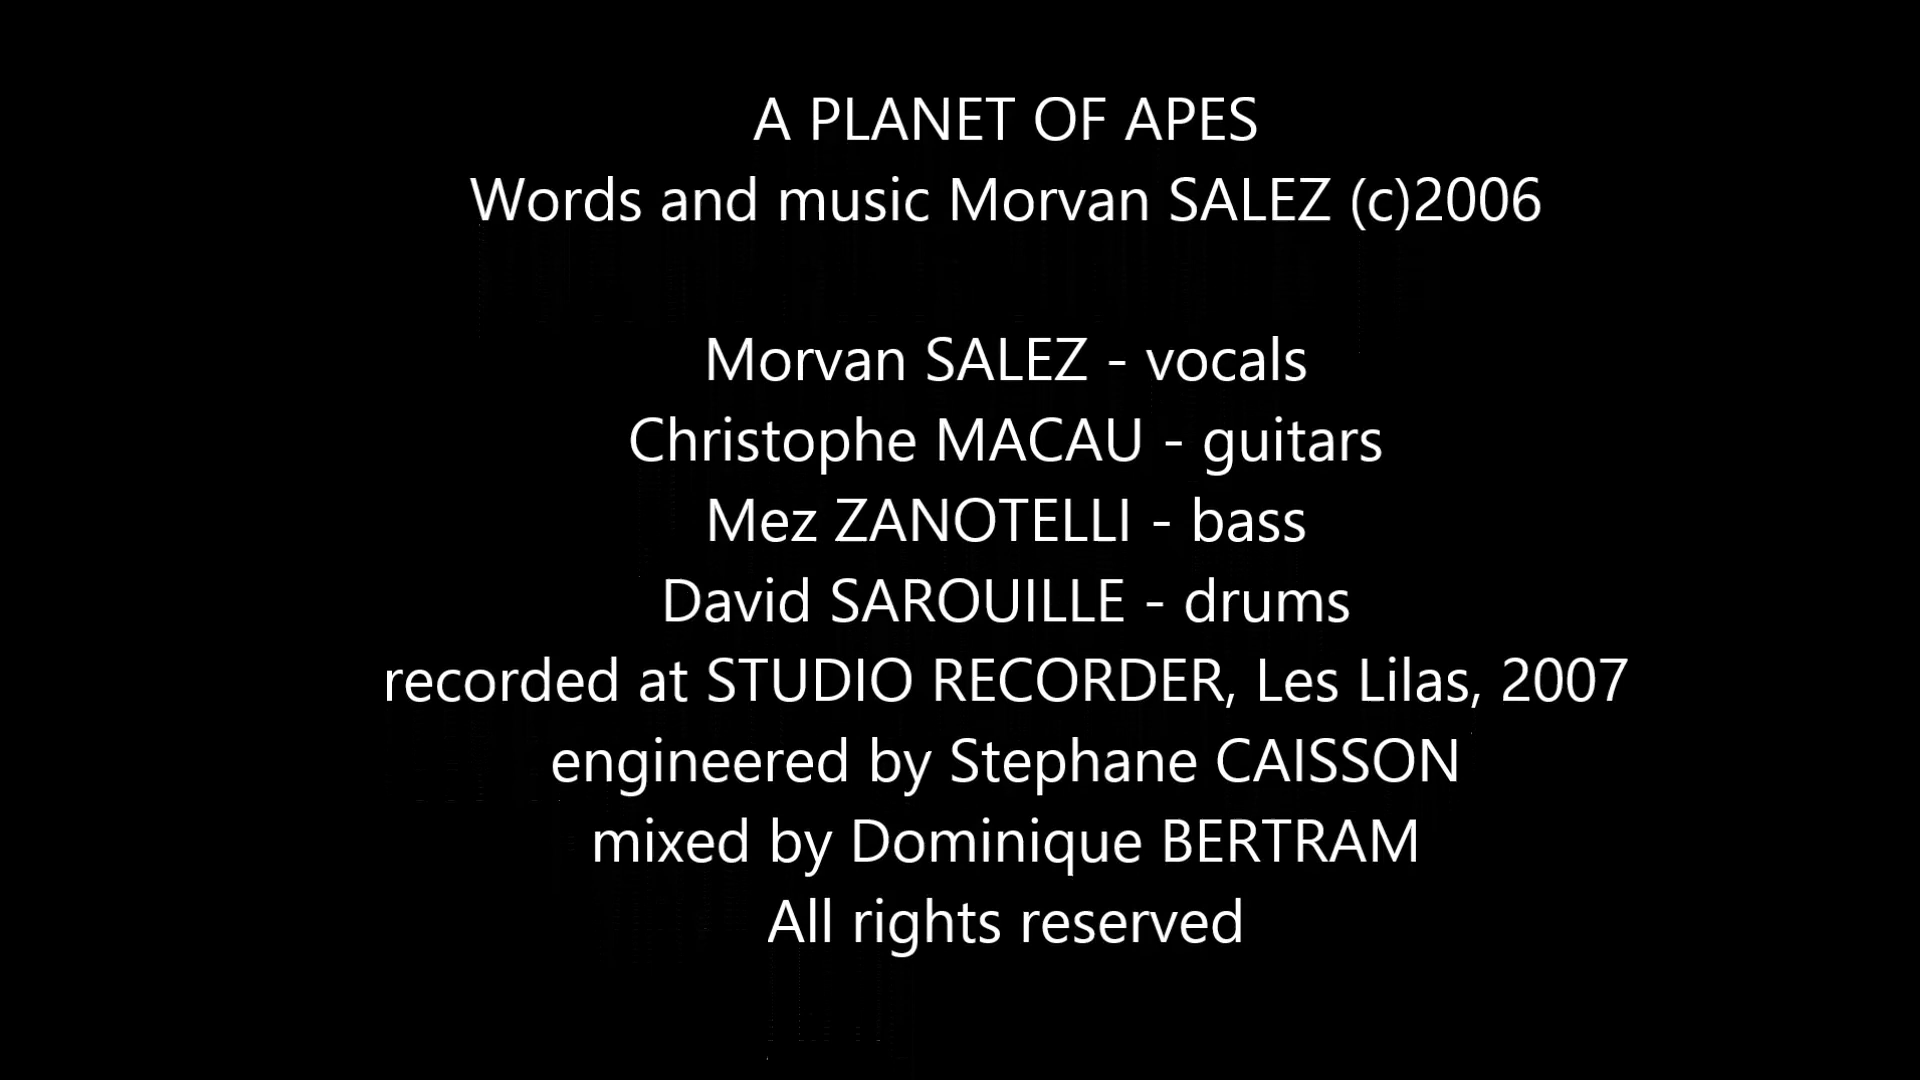 A PLANET OF APES
Words and music Morvan SALEZ (c)2006
Morvan SALEZ - vocals
Christophe MACAU - guitars
Mez ZANOTELLI - bass
David SAROUILLE - drums
recorded at STUDIO RECORDER, Les Lilas, 2007
engineered by Stephane CAISSON
mixed by Dominique BERTRAM
All rights reserved